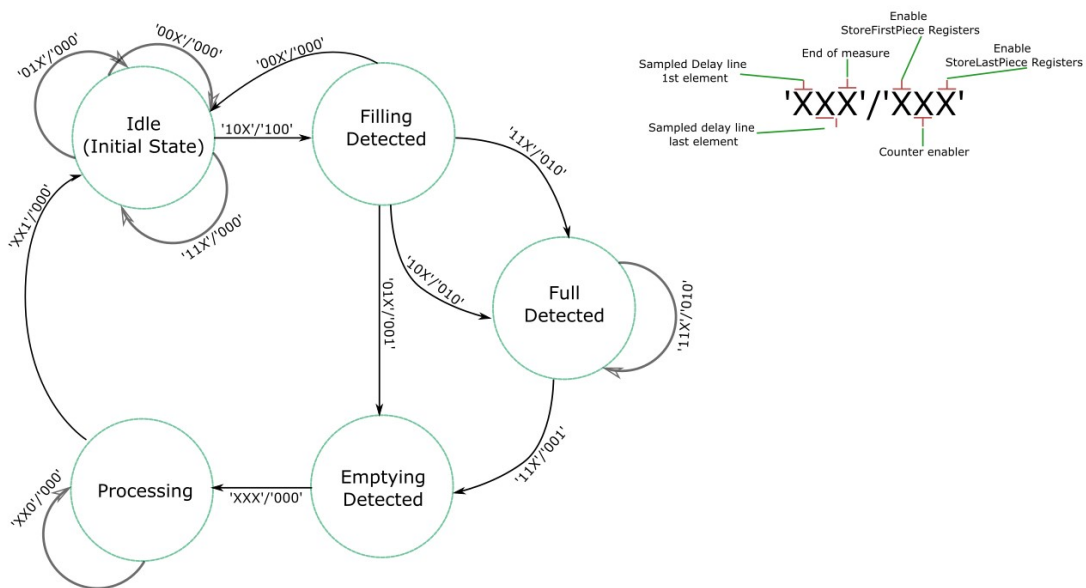 '00X'/'000'
'01X'/'000'
'00X'/'000'
Idle
(Initial State)
'10X'/'100'
Filling
Detected
'11X'/'010'
'11X'/'000'
'XX1'/'000'
'01X'/'001'
'10X'/'010'
Full
Detected
'11X'/'010'
'11X'/'001'
Processing
'XXX'/'000'
Emptying
Detected
'XX0'/'000'
Enable
StoreFirstPiece Registers
Sampled Delay line
1st element
End of measure
Enable
StoreLastPiece Registers
'XXX'/'XXX'
Sampled delay line
last element
Counter enabler